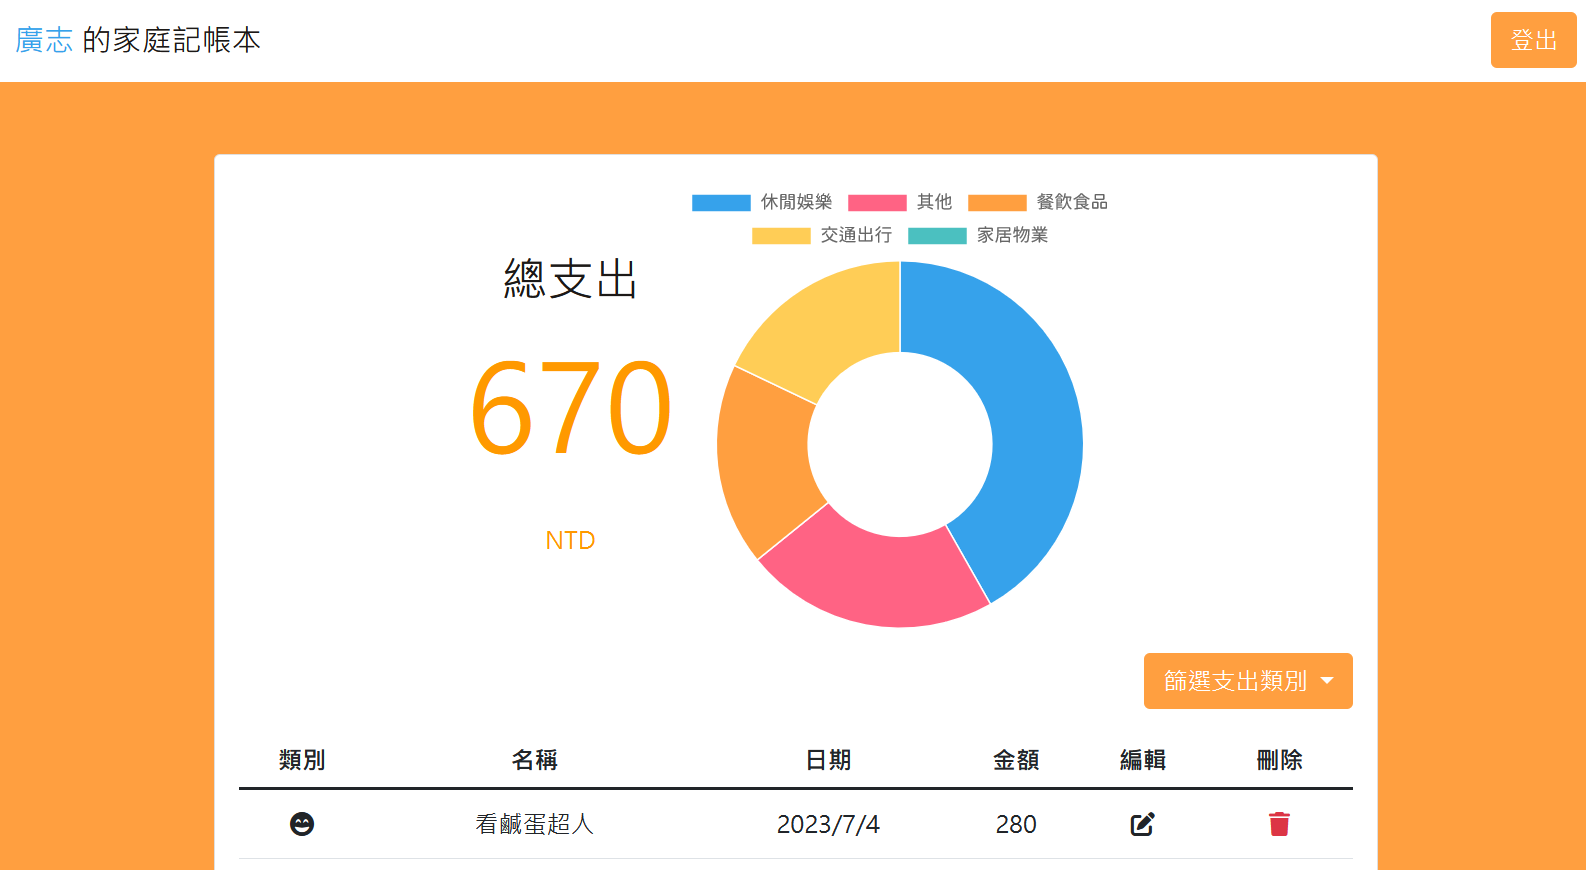 廣志 的家庭記帳本
登出
休閒娛樂 其他 餐飲食品
交通出行 家居物業
總支出
670
NTD
篩選支出類別
類別 名稱 日期 金額 編輯 刪除
看鹹蛋超人 2023/7/4 280